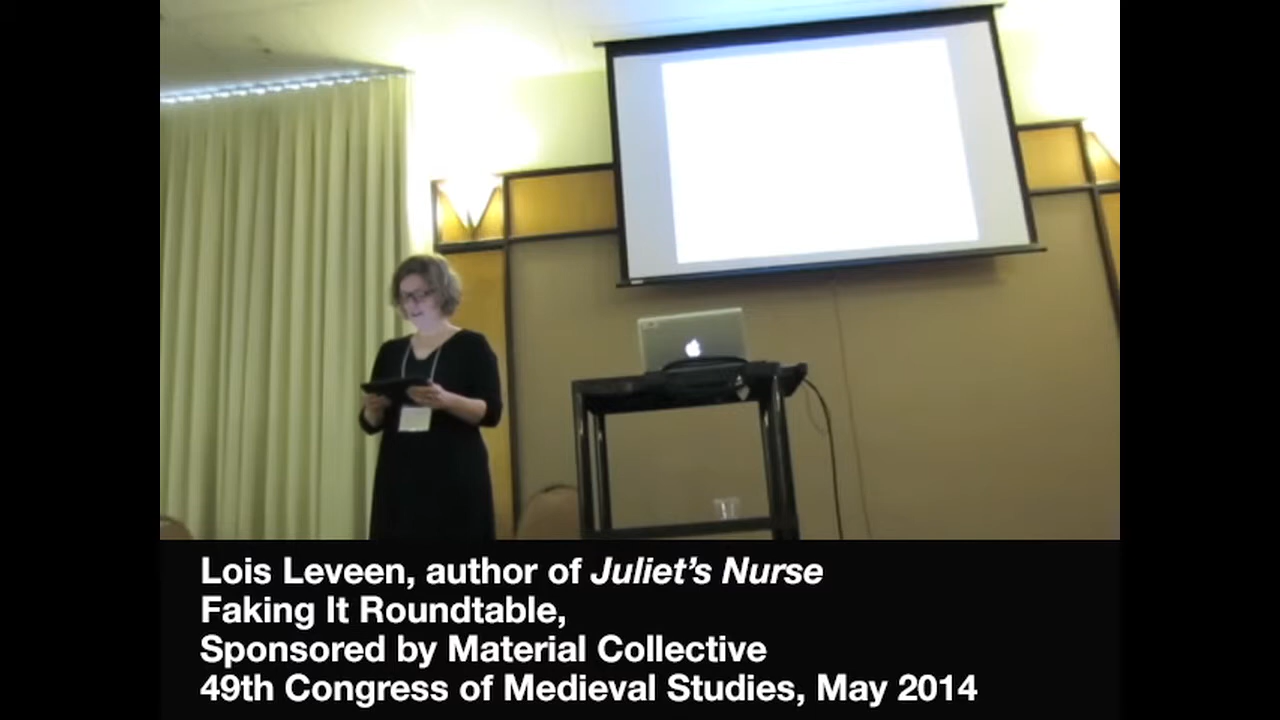 Lois Leveen, author of Juliet's Nurse
Faking It Roundtable,
Sponsored by Material Collective
49th Congress of Medieval Studies, May 2014